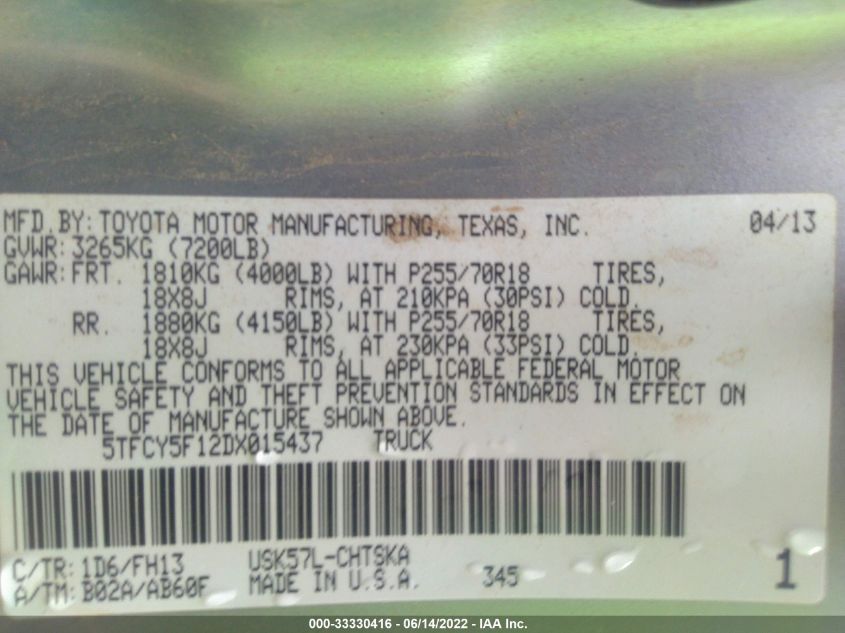 MFD. BY: TOYOTA MOTOR MANUFACTURING, TEXAS, INC. 04/13
GVWR: 3265KG (7200LB)
GAWR: FRT. 1810KG (4000LB) WITH P255/70R18 TIRES,
18X8J RIMS, AT 210KPA (30PSI) COLD.
RR. 1880KG (4150LB) WITH P255/70R18 TIRES,
18X8J RIMS, AT 230KPA (33PSI) COLD.
THIS VEHICLE CONFORMS TO ALL APPLICABLE FEDERAL MOTOR
VEHICLE SAFETY AND THEFT PREVENTION STANDARDS IN EFFECT ON
THE DATE OF MANUFACTURE SHOWN ABOVE.
5TFCY5F12DX015437 TRUCK
C/TR: 1D6/FH13 USK57L-CHTSKA
A/TM: B02A/AB60F MADE IN U.S.A. 345 1
000-33330416 - 06/14/2022 - IAA Inc.